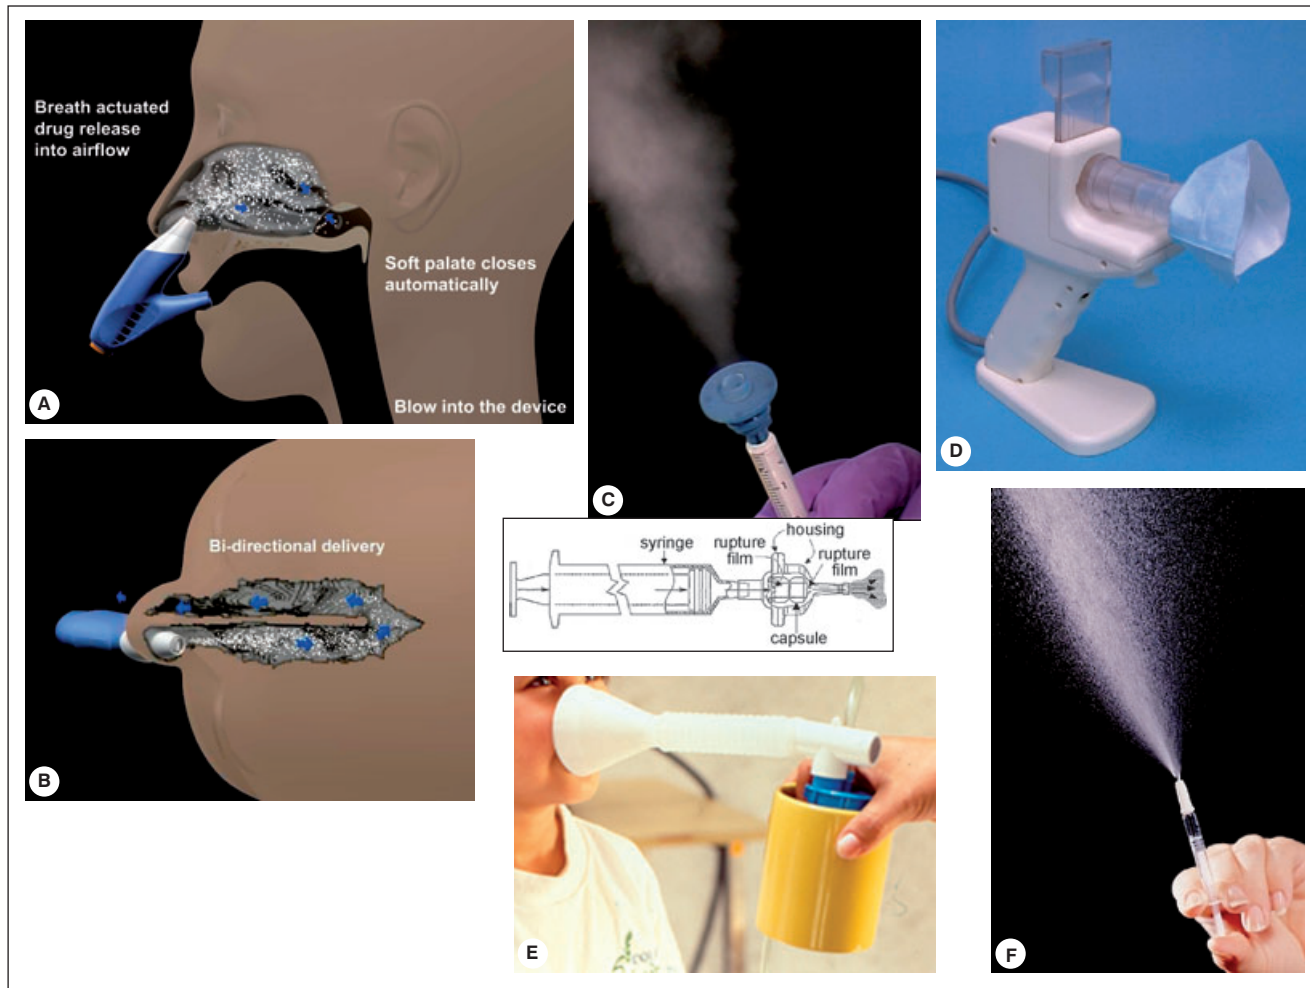 Breath actuated
drug release
into airflow
Soft palate closes
automatically
Blow into the device
A
Bi-directional delivery
B
C
syringe
rupture
film
housing
rupture
film
capsule
D
E
F